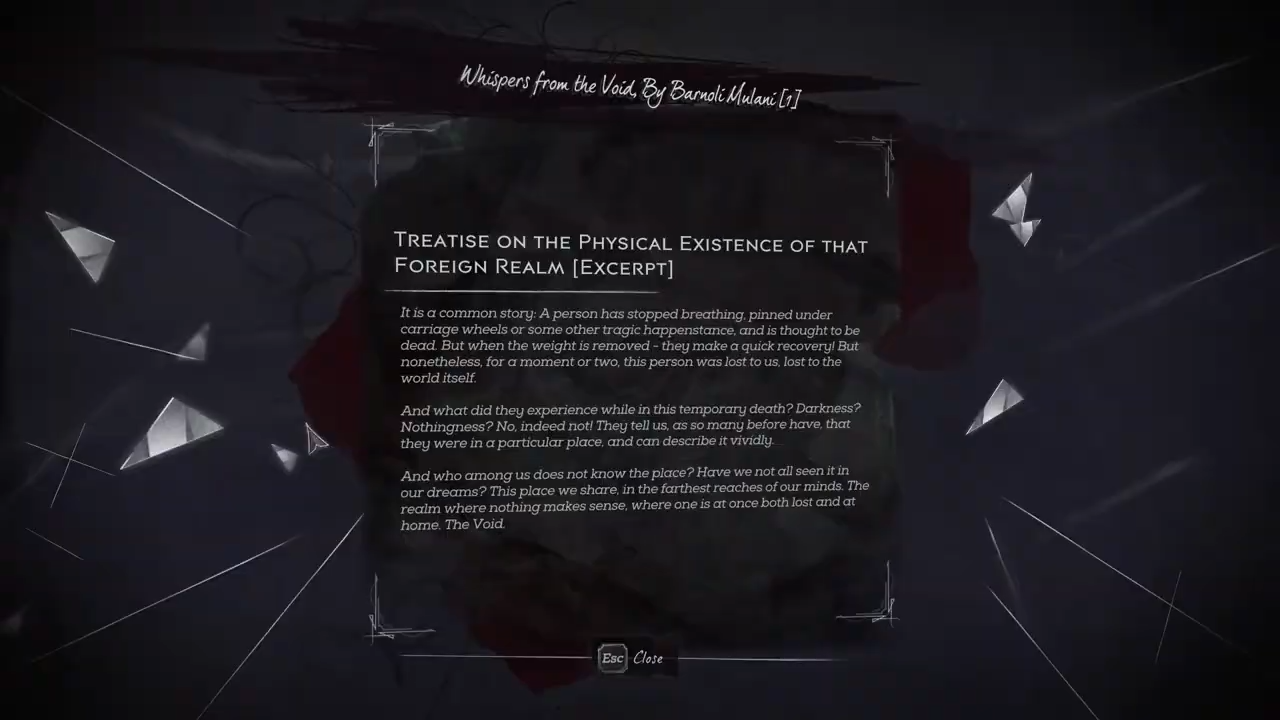 Whispers from the Void, By Barnoli Mulani [1]
Treatise on the Physical Existence of that
Foreign Realm [Excerpt]
It is a common story: A person has stopped breathing, pinned under
carriage wheels or some other tragic happenstance, and is thought to be
dead. But when the weight is removed - they make a quick recovery! But
nonetheless, for a moment or two, this person was lost to us, lost to the
world itself.
And what did they experience while in this temporary death? Darkness?
Nothingness? No, indeed not! They tell us, as so many before have, that
they were in a particular place, and can describe it vividly.
And who among us does not know the place? Have we not all seen it in
our dreams? This place we share, in the farthest reaches of our minds. The
realm where nothing makes sense, where one is at once both lost and at
home. The Void.
Esc Close